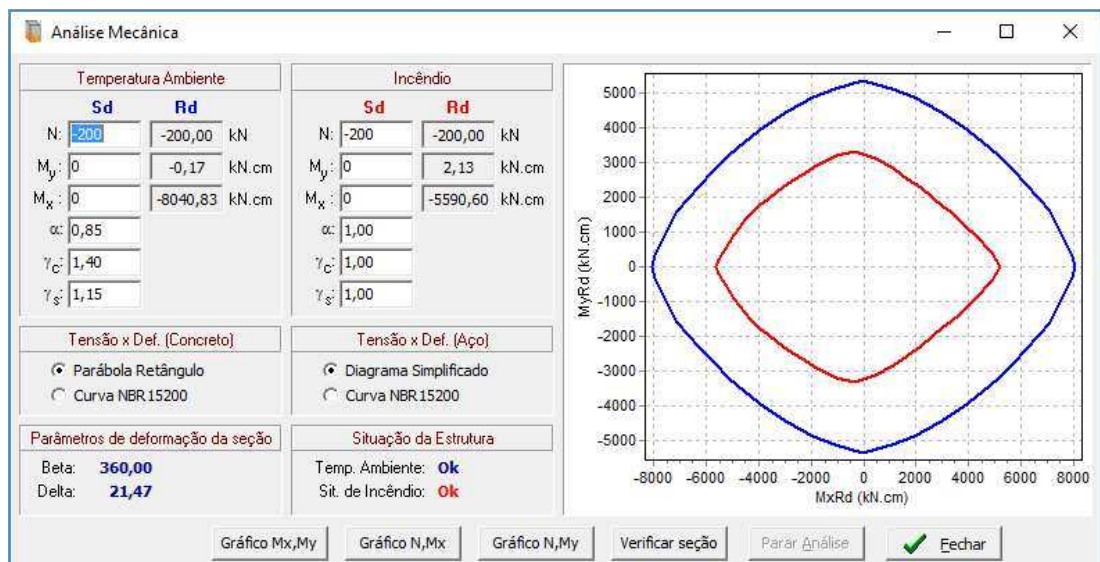 Análise Mecânica
Temperatura Ambiente
Sd Rd
N: -200 -200,00 kN
My: 0 -0,17 kN.cm
Mx: 0 -8040,83 kN.cm
α: 0,85
γc: 1,40
γs: 1,15
Incêndio
Sd Rd
N: -200 -200,00 kN
My: 0 2,13 kN.cm
Mx: 0 -5590,60 kN.cm
α: 1,00
γc: 1,00
γs: 1,00
Tensão x Def. (Concreto)
Parábola Retângulo
Curva NBR15200
Tensão x Def. (Aço)
Diagrama Simplificado
Curva NBR15200
Parâmetros de deformação da seção
Beta: 360,00
Delta: 21,47
Situação da Estrutura
Temp. Ambiente: Ok
Sit. de Incêndio: Ok
MyRd (kN.cm)
5000
4000
3000
2000
1000
0
-1000
-2000
-3000
-4000
-5000
-8000 -6000 -4000 -2000 0 2000 4000 6000 8000
MxRd (kN.cm)
Gráfico Mx,My Gráfico N,Mx Gráfico N,My Verificar seção Parar Análise Fechar